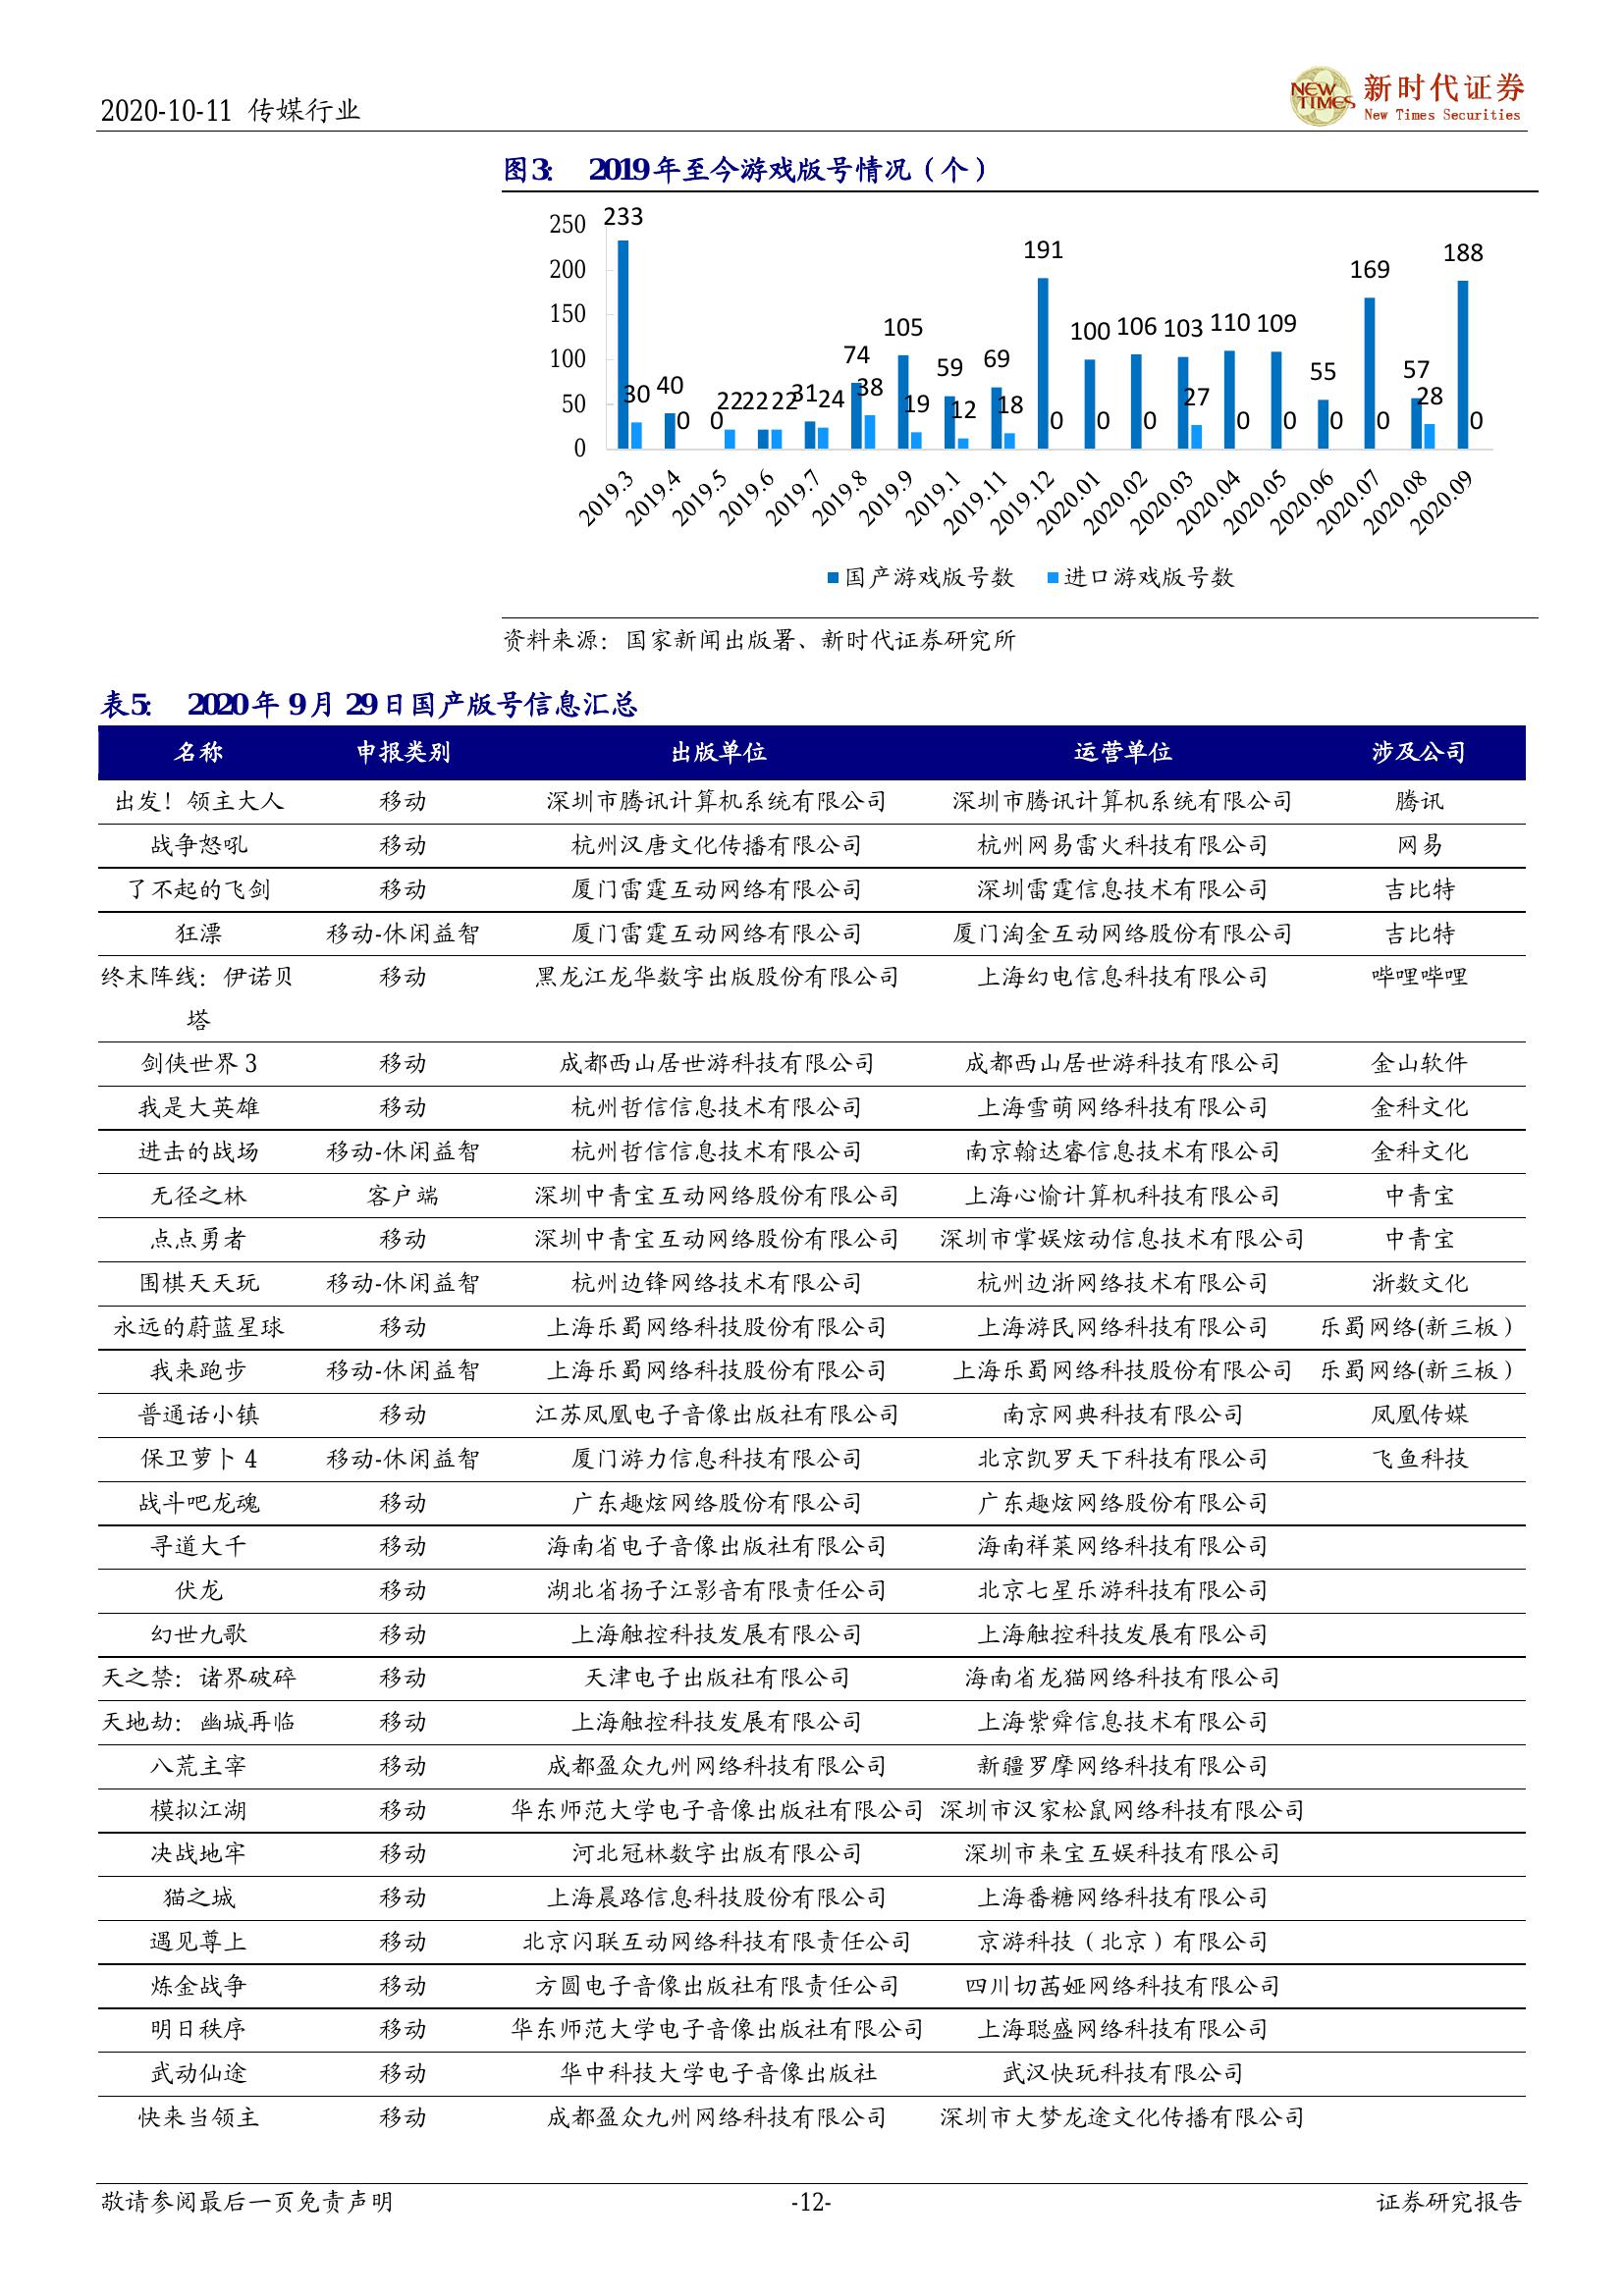 2020-10-11 传媒行业
NEW TIMES 新时代证券
New Times Securities
图3: 2019年至今游戏版号情况（个）
250 200 150 100 50 0
233 40 0 22 31 74 105 59 69 191 100 106 103 110 109 55 169 57 188
30 0 22 22 24 38 19 12 18 0 0 0 27 0 0 0 0 28 0
2019.3 2019.4 2019.5 2019.6 2019.7 2019.8 2019.9 2019.1 2019.11 2019.12 2020.01 2020.02 2020.03 2020.04 2020.05 2020.06 2020.07 2020.08 2020.09
国产游戏版号数 进口游戏版号数
资料来源：国家新闻出版署、新时代证券研究所
表5: 2020年9月29日国产版号信息汇总
名称 申报类别 出版单位 运营单位 涉及公司
出发！领主大人 移动 深圳市腾讯计算机系统有限公司 深圳市腾讯计算机系统有限公司 腾讯
战争怒吼 移动 杭州汉唐文化传播有限公司 杭州网易雷火科技有限公司 网易
了不起的飞剑 移动 厦门雷霆互动网络有限公司 深圳雷霆信息技术有限公司 吉比特
狂漂 移动-休闲益智 厦门雷霆互动网络有限公司 厦门淘金互动网络股份有限公司 吉比特
终末阵线：伊诺贝 移动 黑龙江龙华数字出版股份有限公司 上海幻电信息科技有限公司 哔哩哔哩
塔
剑侠世界 3 移动 成都西山居世游科技有限公司 成都西山居世游科技有限公司 金山软件
我是大英雄 移动 杭州哲信信息技术有限公司 上海雪萌网络科技有限公司 金科文化
进击的战场 移动-休闲益智 杭州哲信信息技术有限公司 南京翰达睿信息技术有限公司 金科文化
无径之林 客户端 深圳中青宝互动网络股份有限公司 上海心愉计算机科技有限公司 中青宝
点点勇者 移动 深圳中青宝互动网络股份有限公司 深圳市掌娱炫动信息技术有限公司 中青宝
围棋天天玩 移动-休闲益智 杭州边锋网络技术有限公司 杭州边浙网络技术有限公司 浙数文化
永远的蔚蓝星球 移动 上海乐蜀网络科技股份有限公司 上海游民网络科技有限公司 乐蜀网络(新三板）
我来跑步 移动-休闲益智 上海乐蜀网络科技股份有限公司 上海乐蜀网络科技股份有限公司 乐蜀网络(新三板）
普通话小镇 移动 江苏凤凰电子音像出版社有限公司 南京网典科技有限公司 凤凰传媒
保卫萝卜 4 移动-休闲益智 厦门游力信息科技有限公司 北京凯罗天下科技有限公司 飞鱼科技
战斗吧龙魂 移动 广东趣炫网络股份有限公司 广东趣炫网络股份有限公司
寻道大千 移动 海南省电子音像出版社有限公司 海南祥莱网络科技有限公司
伏龙 移动 湖北省扬子江影音有限责任公司 北京七星乐游科技有限公司
幻世九歌 移动 上海触控科技发展有限公司 上海触控科技发展有限公司
天之禁：诸界破碎 移动 天津电子出版社有限公司 海南省龙猫网络科技有限公司
天地劫：幽城再临 移动 上海触控科技发展有限公司 上海紫舜信息技术有限公司
八荒主宰 移动 成都盈众九州网络科技有限公司 新疆罗摩网络科技有限公司
模拟江湖 移动 华东师范大学电子音像出版社有限公司 深圳市汉家松鼠网络科技有限公司
决战地牢 移动 河北冠林数字出版有限公司 深圳市来宝互娱科技有限公司
猫之城 移动 上海晨路信息科技股份有限公司 上海番糖网络科技有限公司
遇见尊上 移动 北京闪联互动网络科技有限责任公司 京游科技（北京）有限公司
炼金战争 移动 方圆电子音像出版社有限责任公司 四川切茜娅网络科技有限公司
明日秩序 移动 华东师范大学电子音像出版社有限公司 上海聪盛网络科技有限公司
武动仙途 移动 华中科技大学电子音像出版社 武汉快玩科技有限公司
快来当领主 移动 成都盈众九州网络科技有限公司 深圳市大梦龙途文化传播有限公司
敬请参阅最后一页免责声明 -12- 证券研究报告